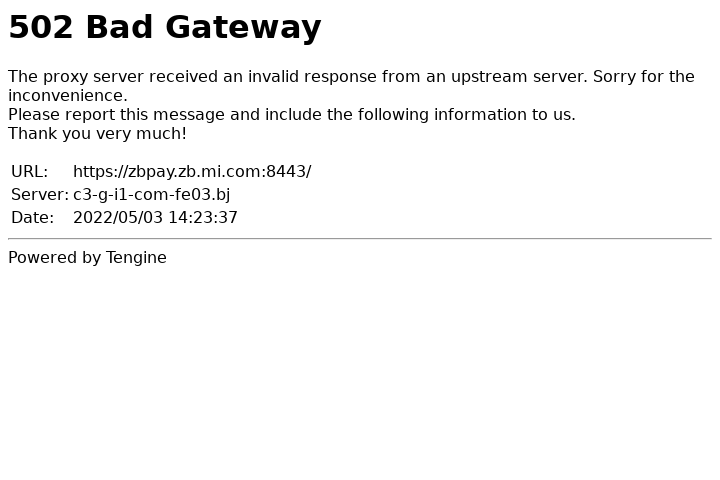 502 Bad Gateway
The proxy server received an invalid response from an upstream server. Sorry for the
inconvenience.
Please report this message and include the following information to us.
Thank you very much!
URL: https://zbpay.zb.mi.com:8443/
Server: c3-g-i1-com-fe03.bj
Date: 2022/05/03 14:23:37
Powered by Tengine